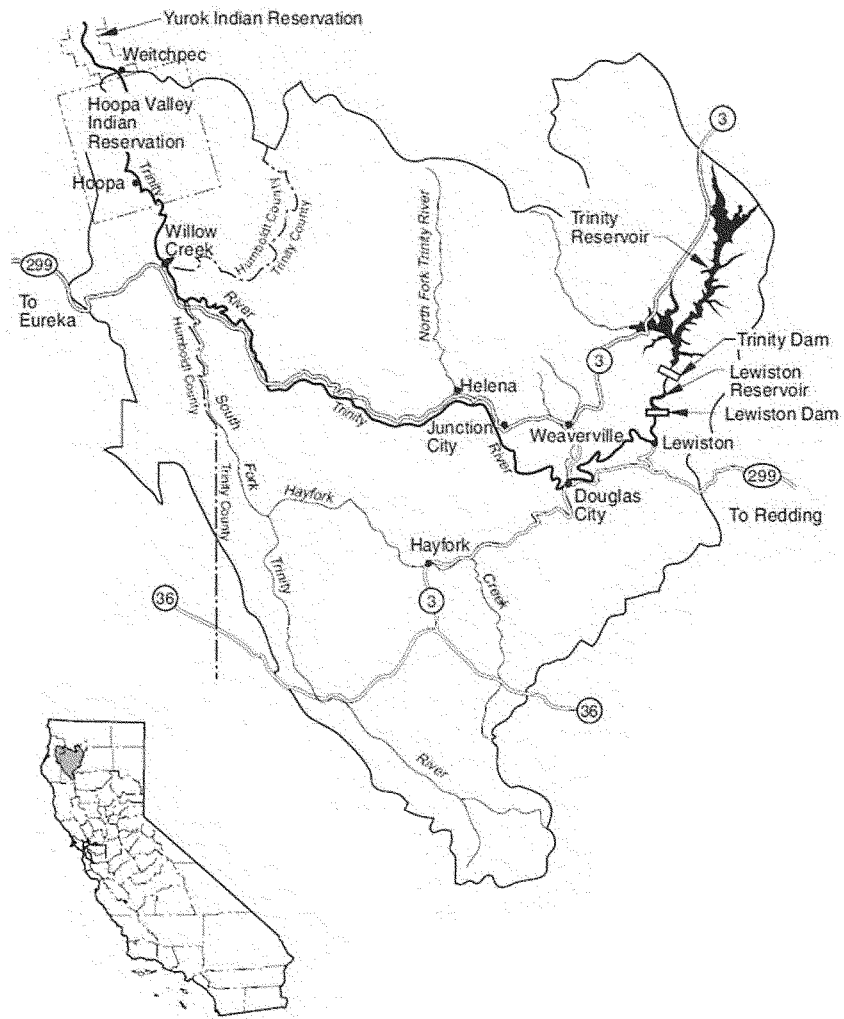 Yurok Indian Reservation
Weitchpec
Hoopa Valley
Indian
Reservation
Hoopa
Trinity
Humboldt County
Trinity County
3
North Fork Trinity River
Trinity
Reservoir
Willow
Creek
299
To
Eureka
River
Humboldt County
Trinity Dam
3
Lewiston
Reservoir
Helena
Trinity
Lewiston Dam
Junction
City
Weaverville
Lewiston
South
River
Fork
Trinity County
299
Hayfork
Douglas
City
To Redding
Hayfork
Trinity
Creek
36
3
36
River